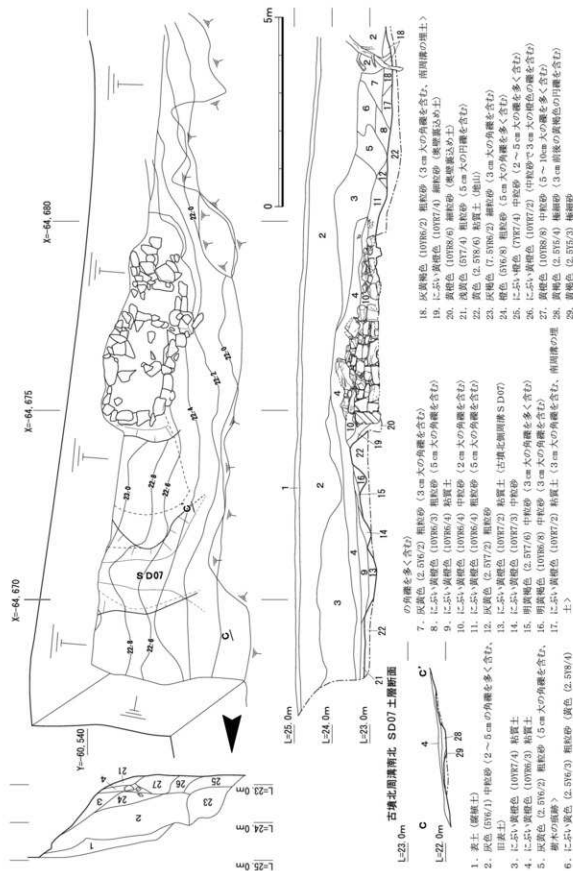 X=-64,680
X=-64,675
X=-64,670
Y=-60,540
SD07
C
C'
5m
0
L=25.0m
L=24.0m
L=23.0m
L=25.0m
L=24.0m
L=23.0m
古墳北周溝南北 SD07土層断面
L=23.0m
L=22.0m
C
C'
1. 表土(腐植土)
2. 灰色(5Y6/1)中粒砂(2~5㎝の角礫を多く含む、
旧表土)
3. にぶい黄橙色(10YR7/4)粘質土
4. にぶい黄橙色(10YR6/3)粘質土
5. 灰黄色(2.5Y6/2)粗粒砂(5㎝大の角礫を含む、
樹木の痕跡>
6. にぶい黄色(2.5Y6/3)粗粒砂(黄色(2.5Y8/4)
の角礫を多く含む)
7. 灰黄色(2.5Y6/2)粗粒砂(3㎝大の角礫を含む)
8. にぶい黄橙色(10YR6/3)粗粒砂(5㎝大の角礫を含む)
9. にぶい黄橙色(10YR6/4)粘質土
10. にぶい黄橙色(10YR6/4)中粒砂(2㎝大の角礫を含む)
11. にぶい黄橙色(10YR6/4)粗粒砂(5㎝大の角礫を含む)
12. 灰黄色(2.5Y7/2)粗粒砂
13. にぶい黄橙色(10YR7/2)粘質土(古墳北側周溝SD07)
14. にぶい黄橙色(10YR7/3)中粒砂
15. 明黄褐色(2.5Y7/6)中粒砂(3㎝大の角礫を多く含む)
16. 明黄褐色(10YR6/8)中粒砂(3㎝大の角礫を含む)
17. にぶい黄橙色(10YR7/2)粘質土(3㎝大の角礫を含む、南周溝の埋
土>
18. 灰黄褐色(10YR6/2)粗粒砂(3㎝大の角礫を含む、南周溝の埋土>
19. にぶい黄橙色(10YR7/4)細粒砂(奥壁裏込め土)
20. 黄橙色(10YR8/6)細粒砂(奥壁裏込め土)
21. 浅黄色(5Y7/4)粗粒砂(5㎝大の円礫を含む)
22. 黄色(2.5Y8/6)粘質土(地山)
23. 灰褐色(7.5YR6/2)細粒砂(3㎝大の角礫を含む)
24. 橙色(5Y6/8)粗粒砂(5㎝大の角礫を多く含む)
25. にぶい橙色(7YR7/4)中粒砂(2~5㎝大の礫を多く含む)
26. にぶい黄橙色(10YR7/2)(中粒砂で3㎝大の橙色の礫を含む)
27. 黄橙色(10YR8/8)中粒砂(5~10㎝大の礫を多く含む)
28. 黄褐色(2.5Y5/4)極細砂(3㎝前後の黄褐色の円礫を含む)
29. 黄褐色(2.5Y5/3)極細砂